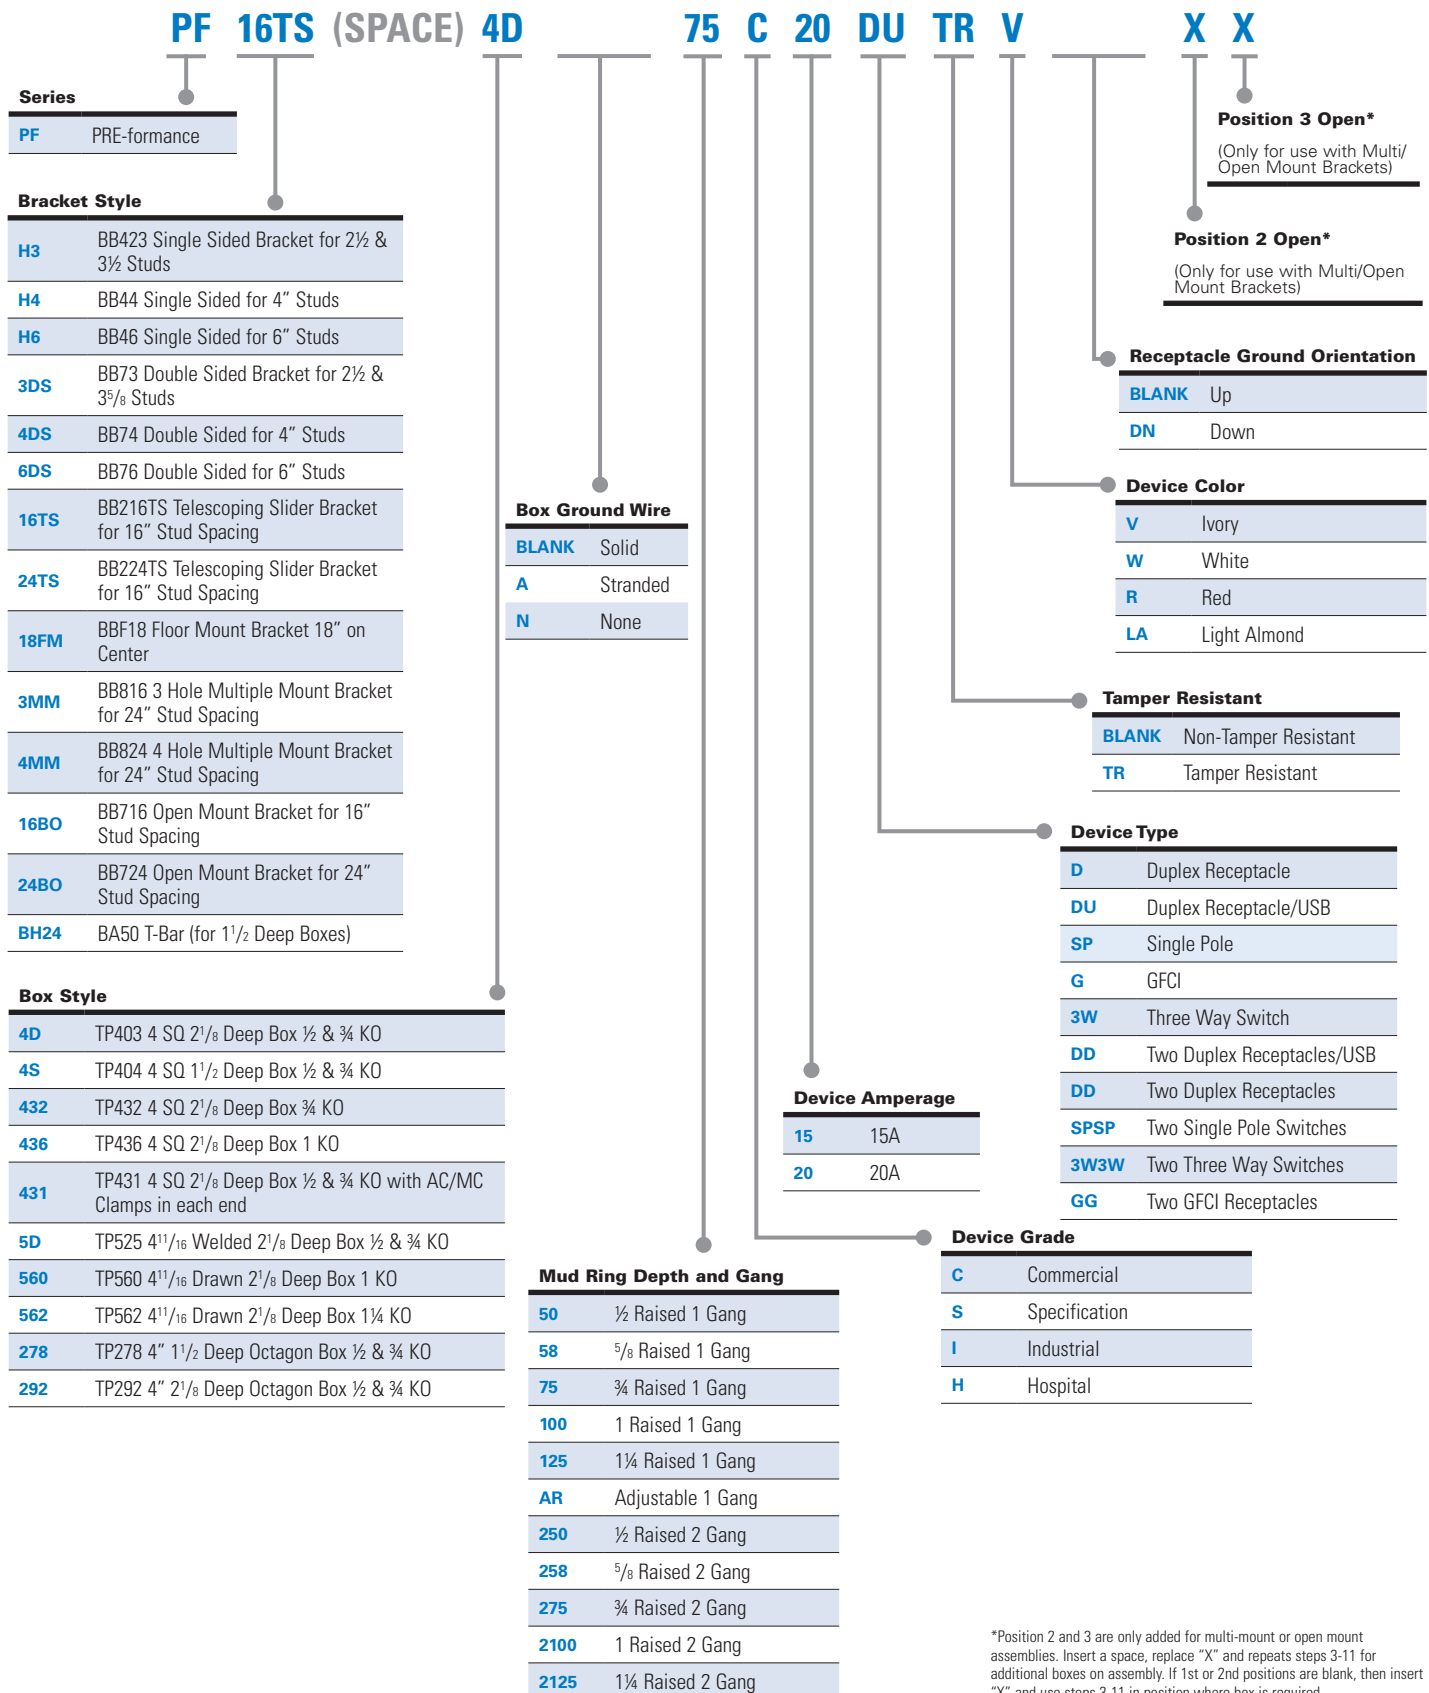 PF 16TS (SPACE) 4D 75 C 20 DU TR V X X
Series
PF PRE-formance
Bracket Style
H3 BB423 Single Sided Bracket for 2½ &
3½ Studs
H4 BB44 Single Sided for 4” Studs
H6 BB46 Single Sided for 6” Studs
3DS BB73 Double Sided Bracket for 2½ &
3⁵/₈ Studs
4DS BB74 Double Sided for 4” Studs
6DS BB76 Double Sided for 6” Studs
16TS BB216TS Telescoping Slider Bracket
for 16” Stud Spacing
24TS BB224TS Telescoping Slider Bracket
for 16” Stud Spacing
18FM BBF18 Floor Mount Bracket 18” on
Center
3MM BB816 3 Hole Multiple Mount Bracket
for 24” Stud Spacing
4MM BB824 4 Hole Multiple Mount Bracket
for 24” Stud Spacing
16BO BB716 Open Mount Bracket for 16”
Stud Spacing
24BO BB724 Open Mount Bracket for 24”
Stud Spacing
BH24 BA50 T-Bar (for 1¹/₂ Deep Boxes)
Box Style
4D TP403 4 SQ 2¹/₈ Deep Box ½ & ¾ KO
4S TP404 4 SQ 1¹/₂ Deep Box ½ & ¾ KO
432 TP432 4 SQ 2¹/₈ Deep Box ¾ KO
436 TP436 4 SQ 2¹/₈ Deep Box 1 KO
431 TP431 4 SQ 2¹/₈ Deep Box ½ & ¾ KO with AC/MC
Clamps in each end
5D TP525 4¹¹/₁₆ Welded 2¹/₈ Deep Box ½ & ¾ KO
560 TP560 4¹¹/₁₆ Drawn 2¹/₈ Deep Box 1 KO
562 TP562 4¹¹/₁₆ Drawn 2¹/₈ Deep Box 1¼ KO
278 TP278 4” 1¹/₂ Deep Octagon Box ½ & ¾ KO
292 TP292 4” 2¹/₈ Deep Octagon Box ½ & ¾ KO
Box Ground Wire
BLANK Solid
A Stranded
N None
Mud Ring Depth and Gang
50 ½ Raised 1 Gang
58 ⁵/₈ Raised 1 Gang
75 ¾ Raised 1 Gang
100 1 Raised 1 Gang
125 1¼ Raised 1 Gang
AR Adjustable 1 Gang
250 ½ Raised 2 Gang
258 ⁵/₈ Raised 2 Gang
275 ¾ Raised 2 Gang
2100 1 Raised 2 Gang
2125 1¼ Raised 2 Gang
Device Grade
C Commercial
S Specification
I Industrial
H Hospital
Device Amperage
15 15A
20 20A
Device Type
D Duplex Receptacle
DU Duplex Receptacle/USB
SP Single Pole
G GFCI
3W Three Way Switch
DD Two Duplex Receptacles/USB
DD Two Duplex Receptacles
SPSP Two Single Pole Switches
3W3W Two Three Way Switches
GG Two GFCI Receptacles
Tamper Resistant
BLANK Non-Tamper Resistant
TR Tamper Resistant
Device Color
V Ivory
W White
R Red
LA Light Almond
Receptacle Ground Orientation
BLANK Up
DN Down
Position 2 Open*
(Only for use with Multi/Open
Mount Brackets)
Position 3 Open*
(Only for use with Multi/
Open Mount Brackets)
*Position 2 and 3 are only added for multi-mount or open mount
assemblies. Insert a space, replace “X” and repeats steps 3-11 for
additional boxes on assembly. If 1st or 2nd positions are blank, then insert
“X” and use steps 3-11 in position where box is required